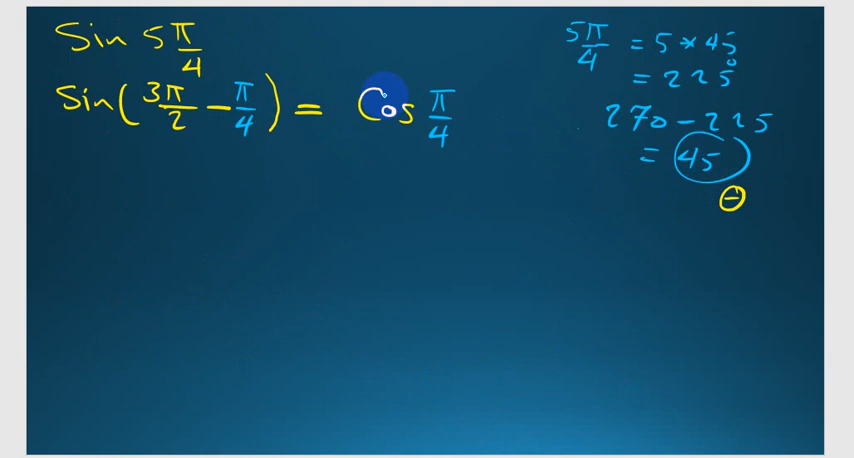 Sin 5π/4
Sin(3π/2 - π/4) = Cos π/4
5π/4 = 5 * 45
= 225°
270 - 225
= 45
-